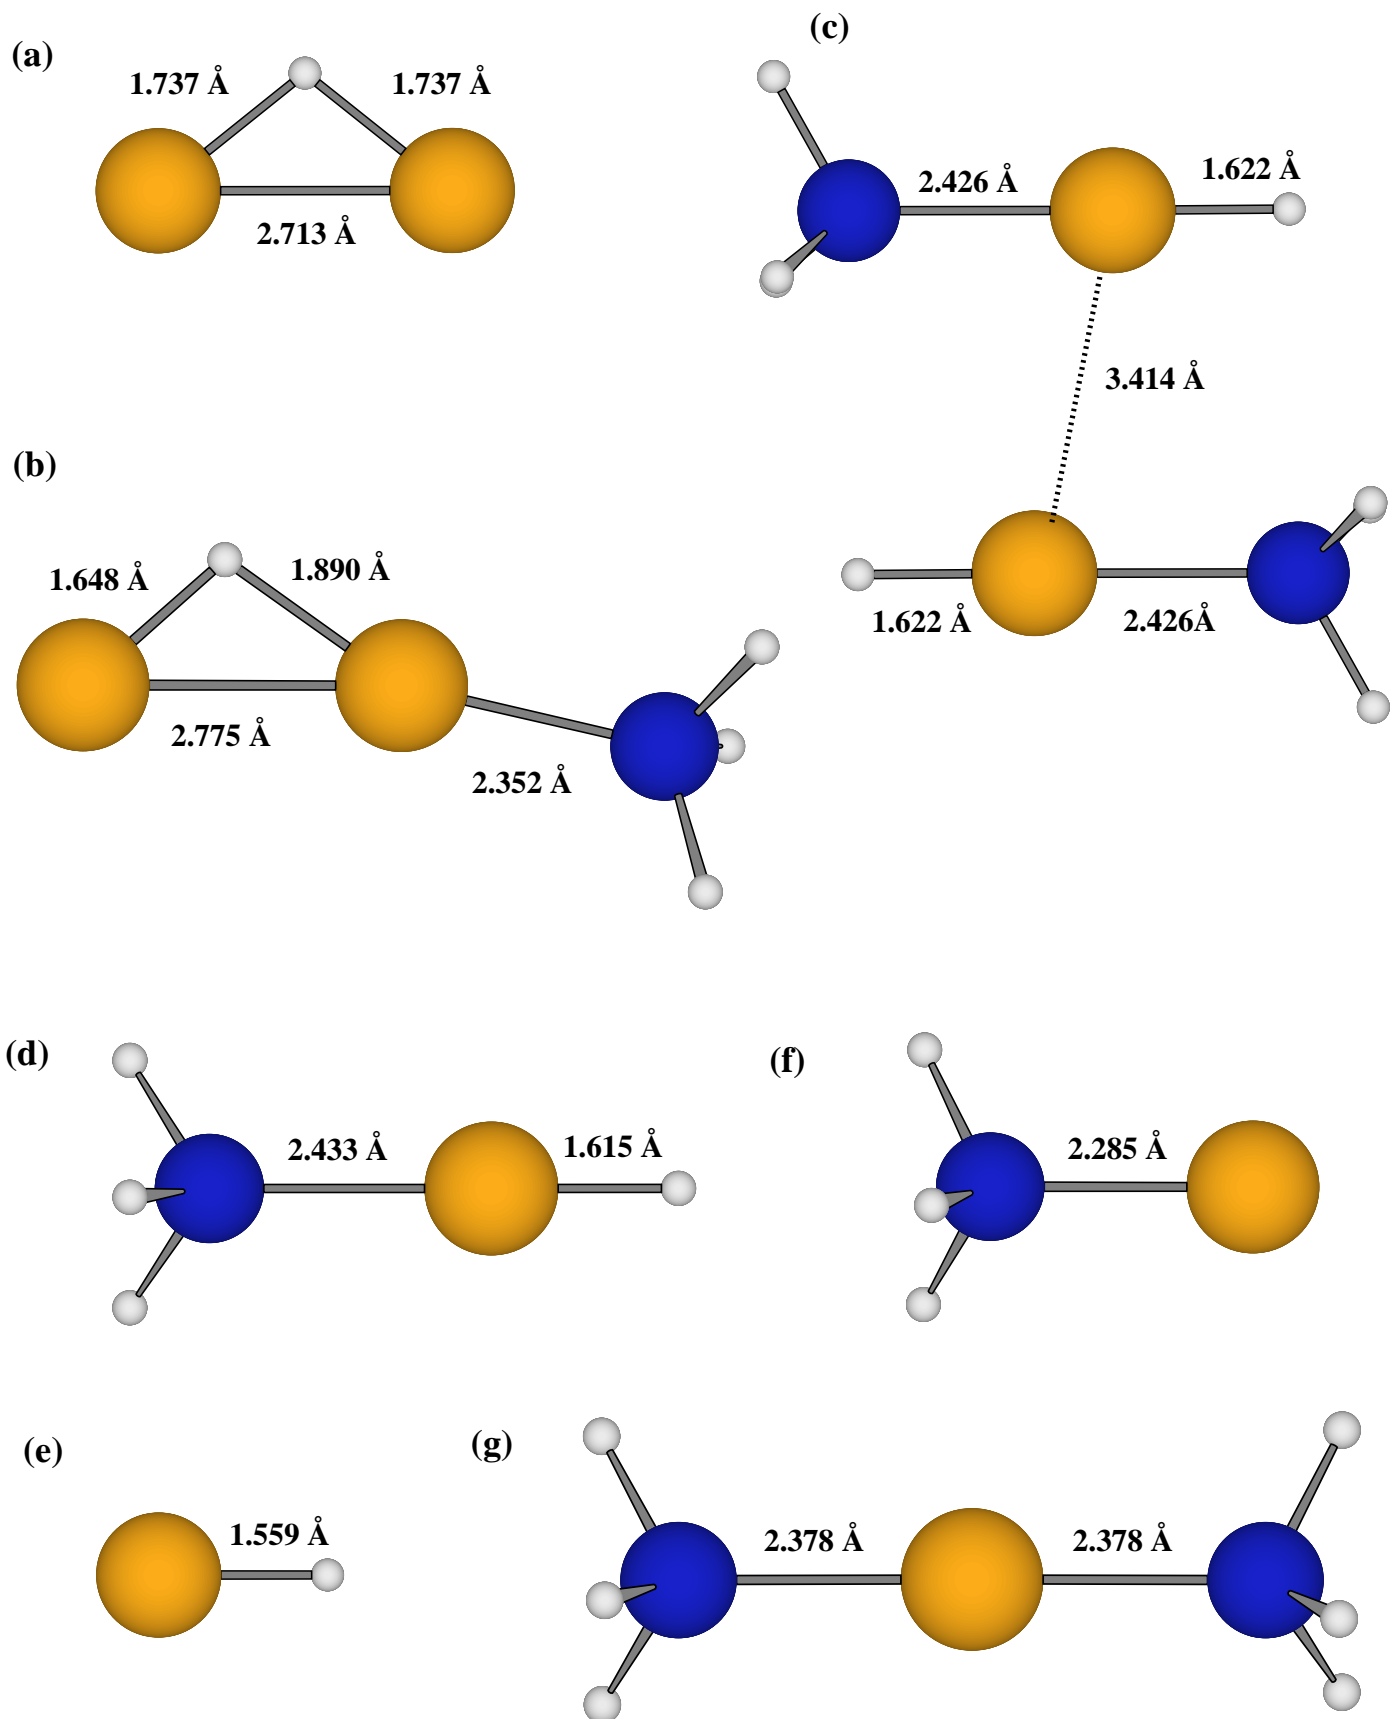 (a)
1.737 Å
1.737 Å
2.713 Å
(c)
2.426 Å
1.622 Å
3.414 Å
1.622 Å
2.426Å
(b)
1.648 Å
1.890 Å
2.775 Å
2.352 Å
(d)
2.433 Å
1.615 Å
(f)
2.285 Å
(e)
1.559 Å
(g)
2.378 Å
2.378 Å